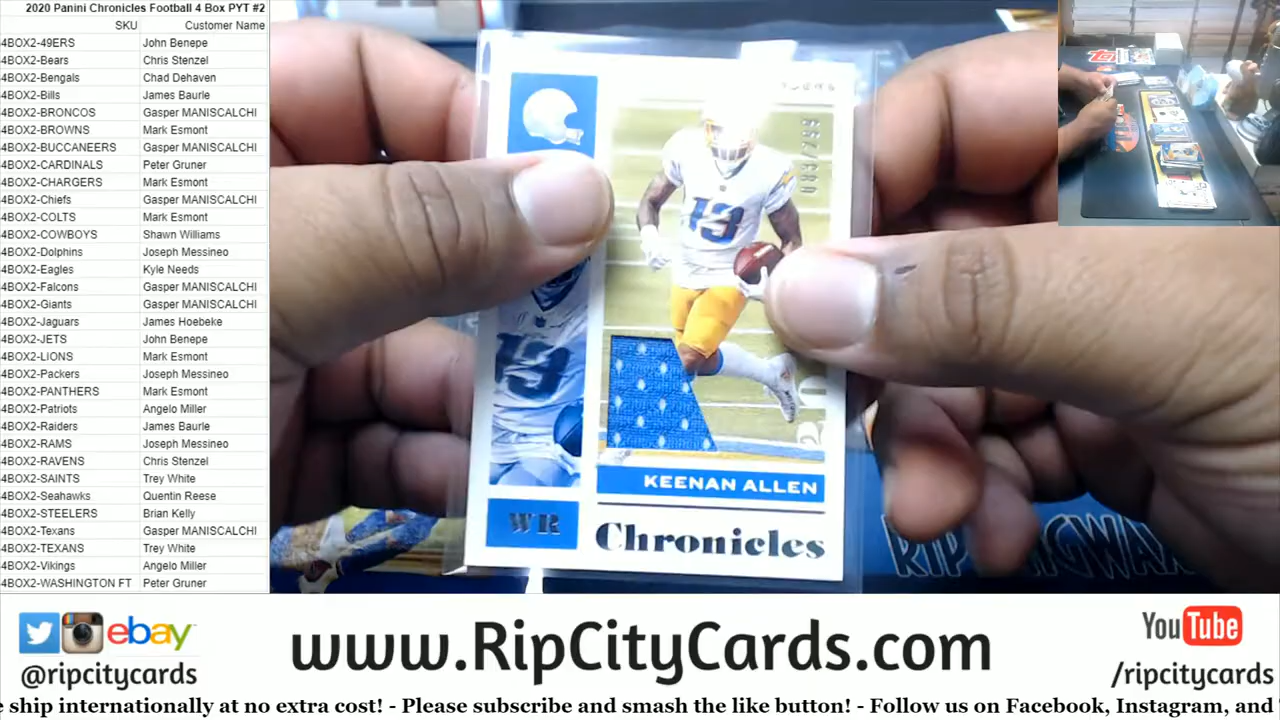 2020 Panini Chronicles Football 4 Box PYT #2
SKU Customer Name
4BOX2-49ERS John Benepe
4BOX2-Bears Chris Stenzel
4BOX2-Bengals Chad Dehaven
4BOX2-Bills James Baurle
4BOX2-BRONCOS Gasper MANISCALCHI
4BOX2-BROWNS Mark Esmont
4BOX2-BUCCANEERS Gasper MANISCALCHI
4BOX2-CARDINALS Peter Gruner
4BOX2-CHARGERS Mark Esmont
4BOX2-Chiefs Gasper MANISCALCHI
4BOX2-COLTS Mark Esmont
4BOX2-COWBOYS Shawn Williams
4BOX2-Dolphins Joseph Messineo
4BOX2-Eagles Kyle Needs
4BOX2-Falcons Gasper MANISCALCHI
4BOX2-Giants Gasper MANISCALCHI
4BOX2-Jaguars James Hoebeke
4BOX2-JETS John Benepe
4BOX2-LIONS Mark Esmont
4BOX2-Packers Joseph Messineo
4BOX2-PANTHERS Mark Esmont
4BOX2-Patriots Angelo Miller
4BOX2-Raiders James Baurle
4BOX2-RAMS Joseph Messineo
4BOX2-RAVENS Chris Stenzel
4BOX2-SAINTS Trey White
4BOX2-Seahawks Quentin Reese
4BOX2-STEELERS Brian Kelly
4BOX2-Texans Gasper MANISCALCHI
4BOX2-TEXANS Trey White
4BOX2-Vikings Angelo Miller
4BOX2-WASHINGTON FT Peter Gruner
13
13
KEENAN ALLEN
WR
Chronicles
ebay
@ripcitycards
www.RipCityCards.com
YouTube
/ripcitycards
ship internationally at no extra cost! - Please subscribe and smash the like button! - Follow us on Facebook, Instagram, and